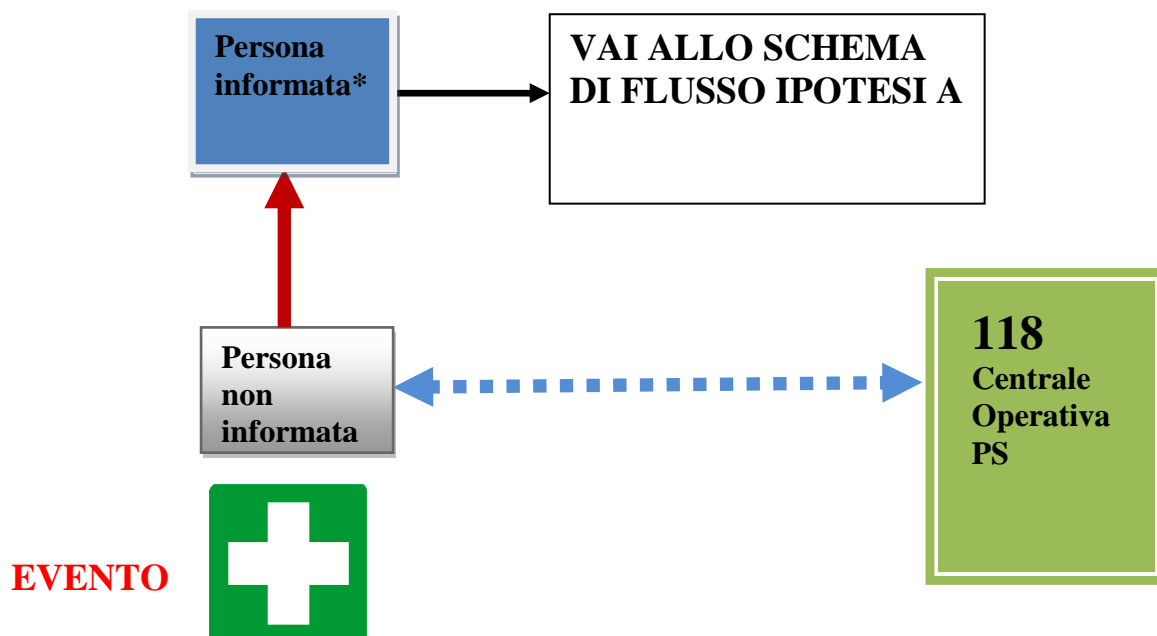 Persona
informata*
VAI ALLO SCHEMA
DI FLUSSO IPOTESI A
Persona
non
informata
118
Centrale
Operativa
PS
EVENTO